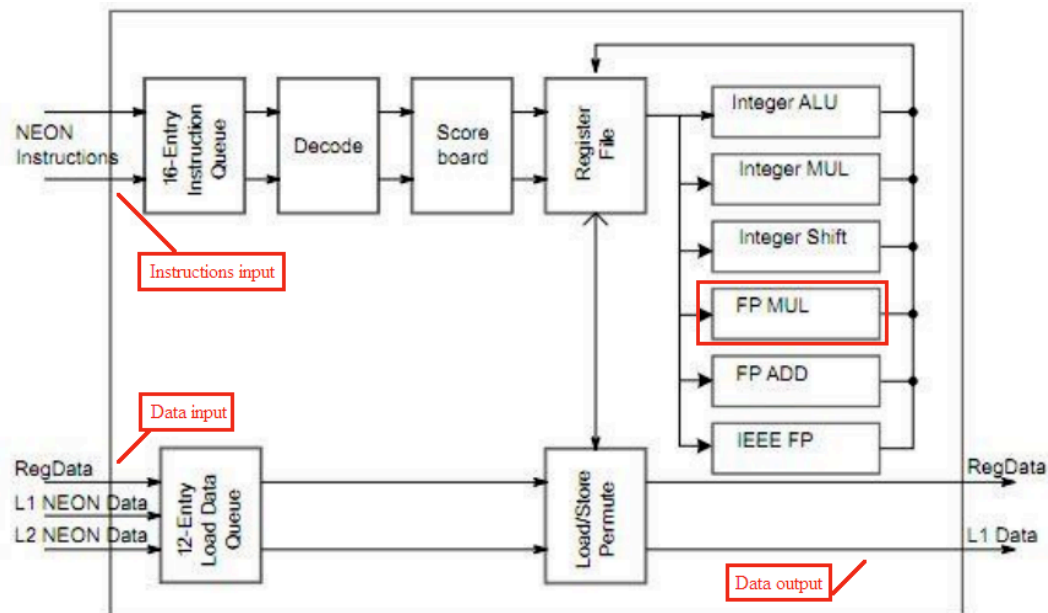 NEON
Instructions
16-Entry
Instruction
Queue
Decode
Score
board
Register
File
Integer ALU
Integer MUL
Integer Shift
FP MUL
FP ADD
IEEE FP
Instructions input
Data input
RegData
L1 NEON Data
L2 NEON Data
12-Entry
Load Data
Queue
Load/Store
Permute
RegData
L1 Data
Data output